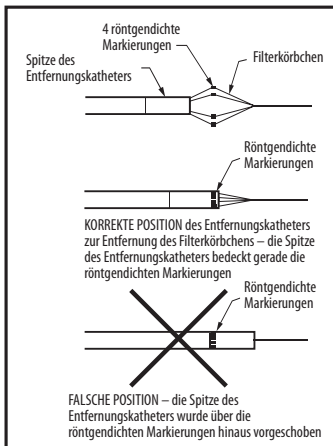 4 röntgendichte
Markierungen
Filterkörbchen
Spitze des
Entfernungskatheters
Röntgendichte
Markierungen
KORREKTE POSITION des Entfernungskatheters
zur Entfernung des Filterkörbchens – die Spitze
des Entfernungskatheters bedeckt gerade die
röntgendichten Markierungen
Röntgendichte
Markierungen
FALSCHE POSITION – die Spitze des
Entfernungskatheters wurde über die
röntgendichten Markierungen hinaus vorgeschoben